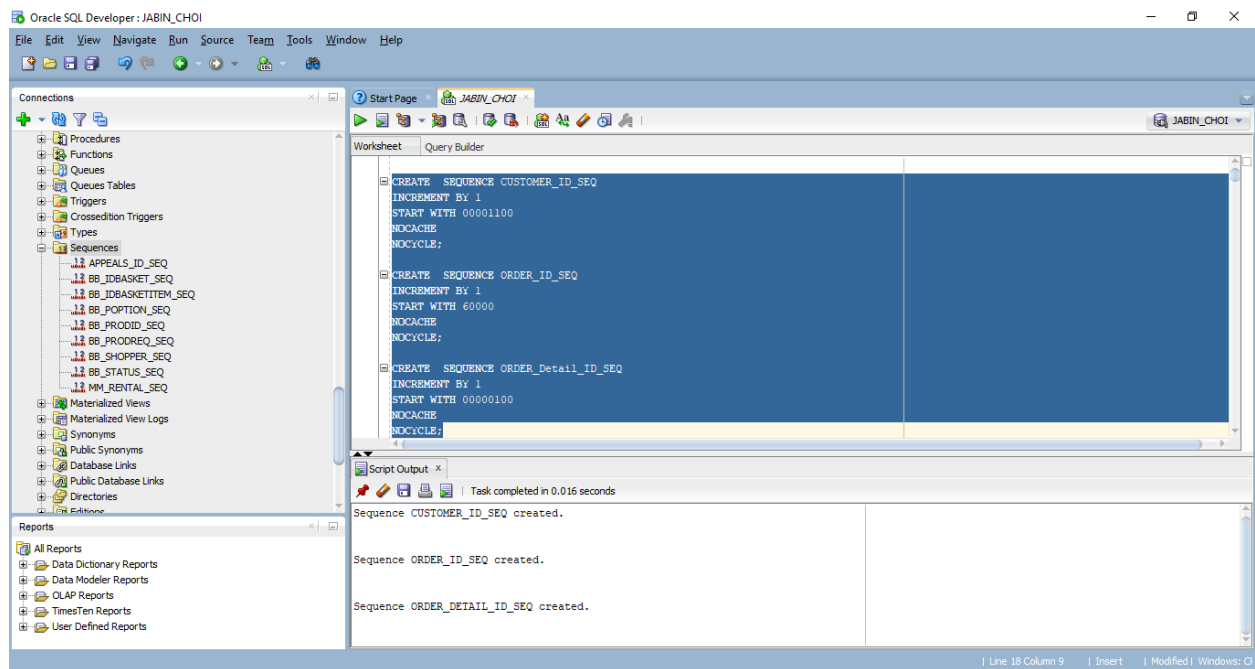 Oracle SQL Developer : JABIN_CHOI
File Edit View Navigate Run Source Team Tools Window Help
Connections
Procedures
Functions
Queues
Queues Tables
Triggers
Crossedition Triggers
Types
Sequences
APPEALS_ID_SEQ
BB_IDBASKET_SEQ
BB_IDBASKETITEM_SEQ
BB_POPTION_SEQ
BB_PRODID_SEQ
BB_PRODREQ_SEQ
BB_SHOPPER_SEQ
BB_STATUS_SEQ
MM_RENTAL_SEQ
Materialized Views
Materialized View Logs
Synonyms
Public Synonyms
Database Links
Public Database Links
Directories
Editions
Reports
All Reports
Data Dictionary Reports
Data Modeler Reports
OLAP Reports
TimesTen Reports
User Defined Reports
Start Page JABIN_CHOI
JABIN_CHOI
Worksheet Query Builder
CREATE SEQUENCE CUSTOMER_ID_SEQ
INCREMENT BY 1
START WITH 00001100
NOCACHE
NOCYCLE;
CREATE SEQUENCE ORDER_ID_SEQ
INCREMENT BY 1
START WITH 60000
NOCACHE
NOCYCLE;
CREATE SEQUENCE ORDER_Detail_ID_SEQ
INCREMENT BY 1
START WITH 00000100
NOCACHE
NOCYCLE;
Script Output x
Task completed in 0.016 seconds
Sequence CUSTOMER_ID_SEQ created.
Sequence ORDER_ID_SEQ created.
Sequence ORDER_DETAIL_ID_SEQ created.
| Line 18 Column 9 | Insert | Modified | Windows: CR